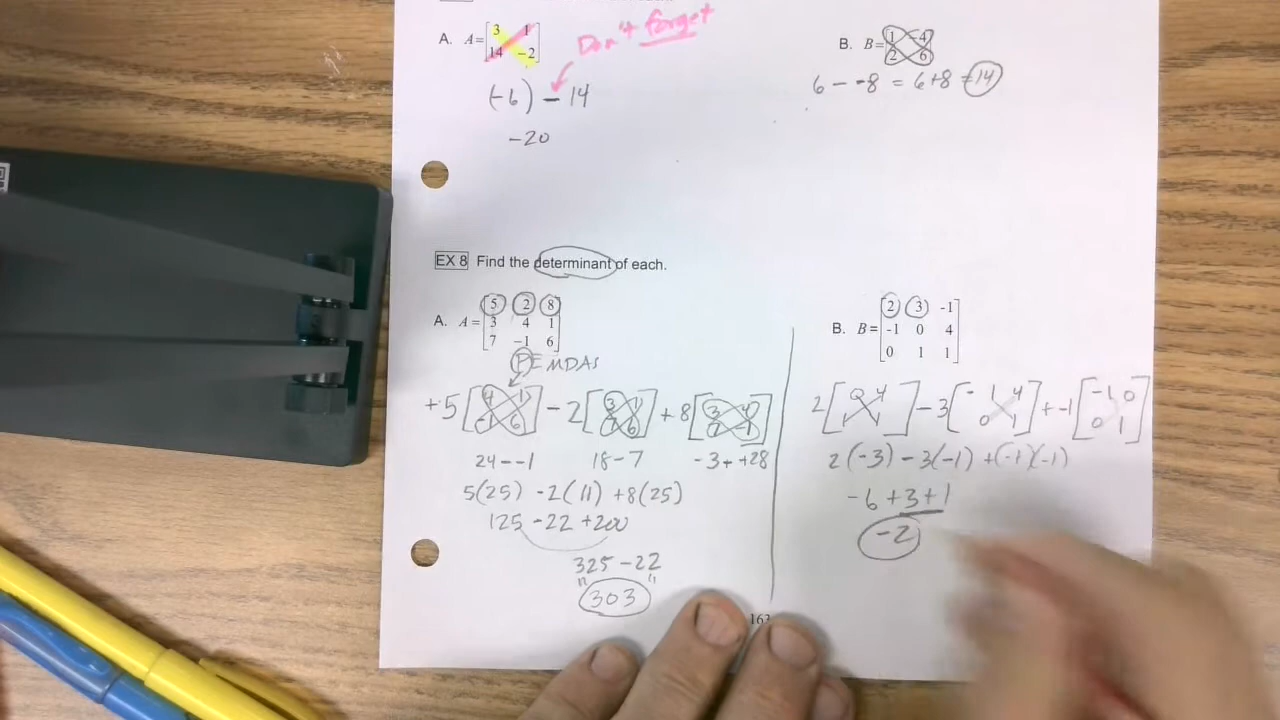 A. A= [3 1
14 -2]
Don't forget
(-6) - 14
-20
B. B= [1 -4
2 6]
6 - -8 = 6+8 = 14
EX 8 Find the determinant of each.
A. A = [5 2 8
3 4 1
7 -1 6]
PEMDAS
+5 [4 1
-1 6] - 2 [3 1
7 6] + 8 [3 4
7 -1]
24 - -1 18 - 7 -3 + +28
5(25) -2(11) +8(25)
125 -22 +200
325 -22
303
B. B = [2 3 -1
-1 0 4
0 1 1]
2 [0 4
1 1] - 3 [-1 4
0 1] + -1 [-1 0
0 1]
2(-3) - 3(-1) + (-1)(-1)
-6 +3+1
-2